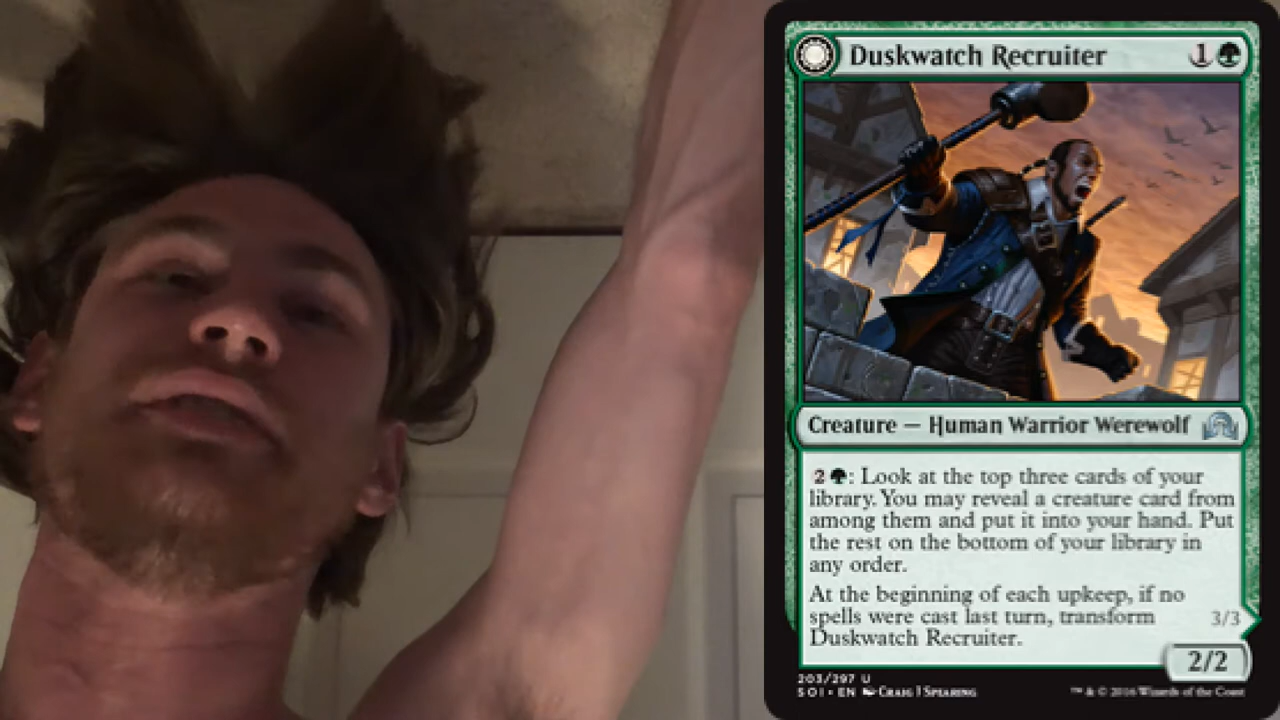 Duskwatch Recruiter 1
Creature — Human Warrior Werewolf
2 : Look at the top three cards of your
library. You may reveal a creature card from
among them and put it into your hand. Put
the rest on the bottom of your library in
any order.
At the beginning of each upkeep, if no
spells were cast last turn, transform 3/3
Duskwatch Recruiter.
2/2
203/297 U
SOI • EN Craig J Spearing ™ & © 2016 Wizards of the Coast